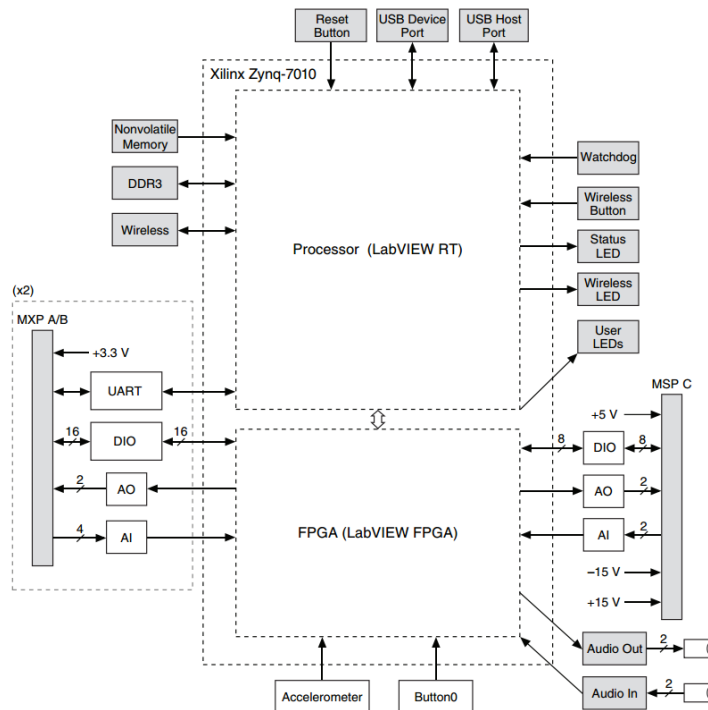 Reset
Button
USB Device
Port
USB Host
Port
Xilinx Zynq-7010
Nonvolatile
Memory
DDR3
Wireless
Processor (LabVIEW RT)
Watchdog
Wireless
Button
Status
LED
Wireless
LED
User
LEDs
(x2)
MXP A/B
+3.3 V
UART
16
DIO
16
2
AO
4
AI
FPGA (LabVIEW FPGA)
MSP C
+5 V
8
DIO
8
AO
2
AI
2
–15 V
+15 V
Audio Out
2
Audio In
2
Accelerometer
Button0